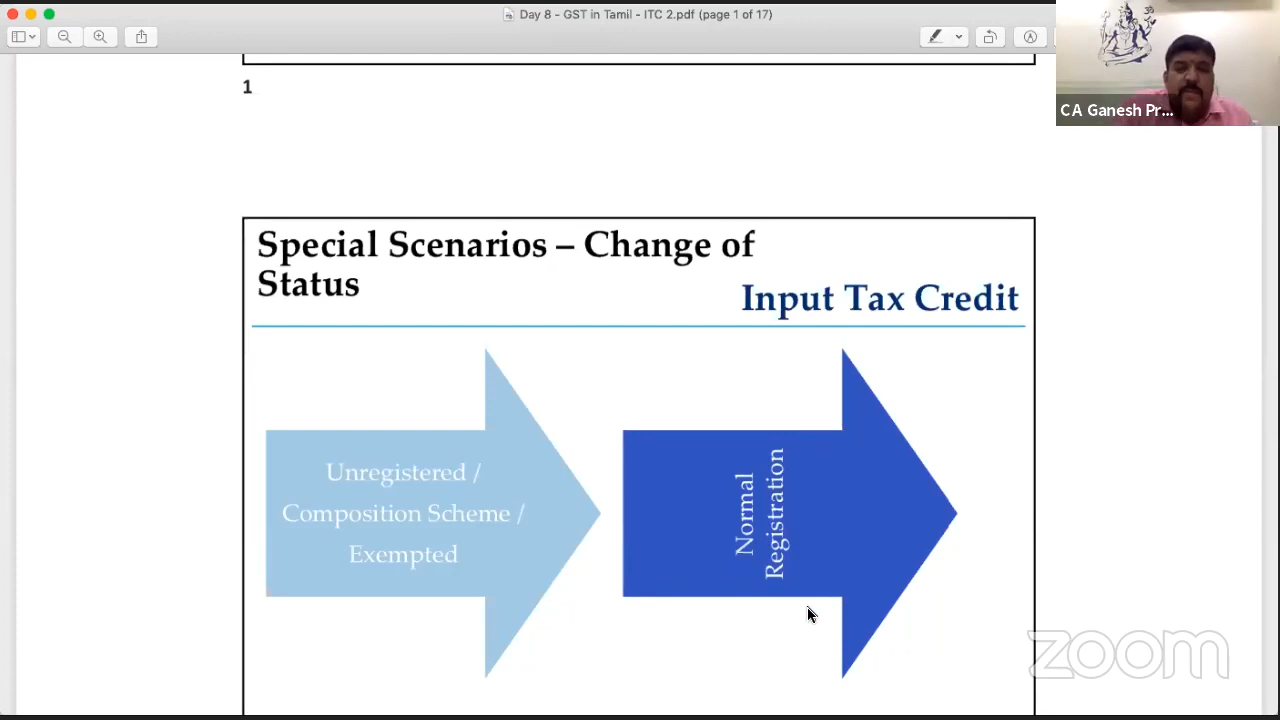 Day 8 - GST in Tamil - ITC 2.pdf (page 1 of 17)
CA Ganesh Pr...
1
Special Scenarios – Change of
Status
Input Tax Credit
Unregistered /
Composition Scheme /
Exempted
Normal
Registration
zoom